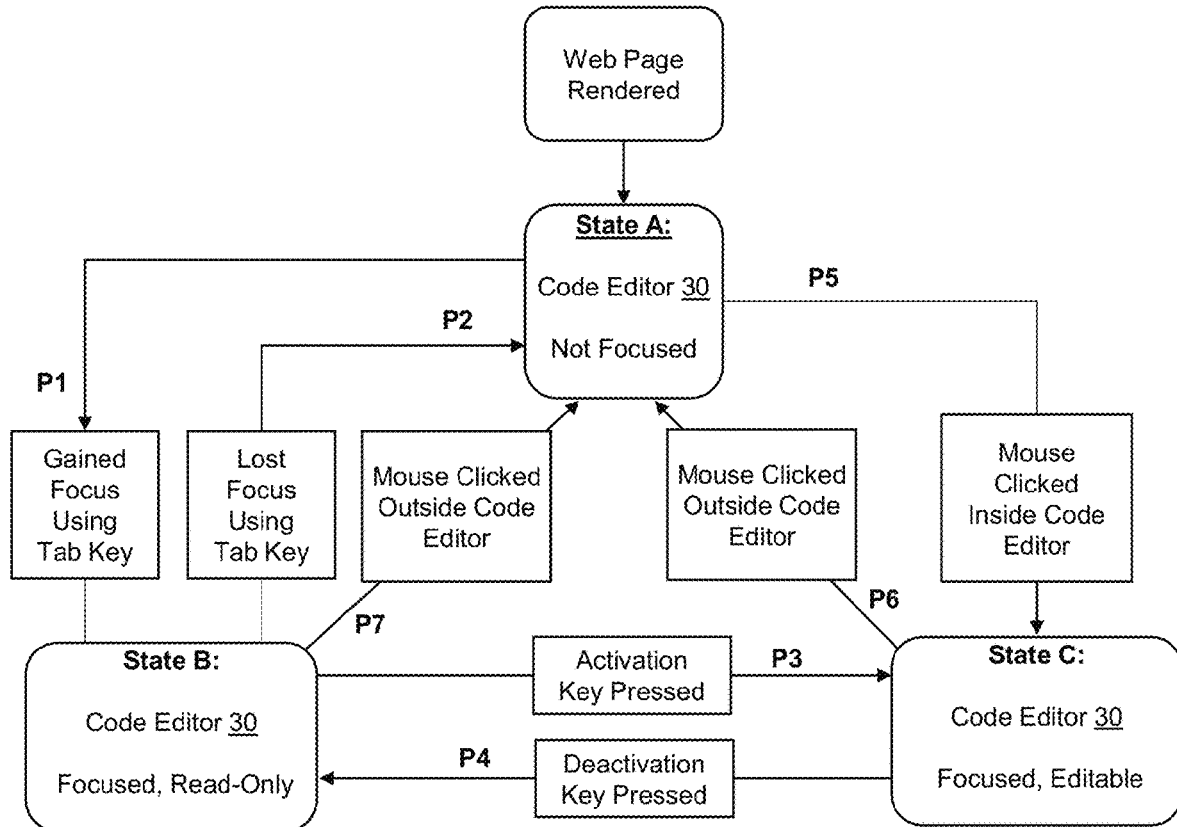 Web Page
Rendered
State A:
Code Editor 30
Not Focused
P1
P2
P5
Gained
Focus
Using
Tab Key
Lost
Focus
Using
Tab Key
Mouse Clicked
Outside Code
Editor
Mouse Clicked
Outside Code
Editor
Mouse
Clicked
Inside Code
Editor
P7
P6
State B:
Code Editor 30
Focused, Read-Only
Activation
Key Pressed
P3
P4
Deactivation
Key Pressed
State C:
Code Editor 30
Focused, Editable